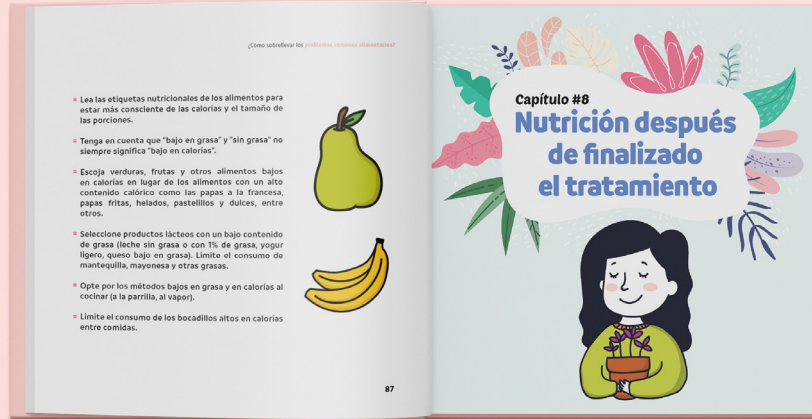 ¿Cómo sobrellevar los problemas comunes alimentarios?
Lea las etiquetas nutricionales de los alimentos para
estar más consciente de las calorías y el tamaño de
las porciones.
Tenga en cuenta que "bajo en grasa" y "sin grasa" no
siempre significa "bajo en calorías".
Escoja verduras, frutas y otros alimentos bajos
en calorías en lugar de los alimentos con un alto
contenido calórico como las papas a la francesa,
papas fritas, helados, pastelillos y dulces, entre
otros.
Seleccione productos lácteos con un bajo contenido
de grasa (leche sin grasa o con 1% de grasa, yogur
ligero, queso bajo en grasa). Limite el consumo de
mantequilla, mayonesa y otras grasas.
Opte por los métodos bajos en grasa y en calorías al
cocinar (a la parrilla, al vapor).
Limite el consumo de los bocadillos altos en calorías
entre comidas.
87
Capítulo #8
Nutrición después
de finalizado
el tratamiento